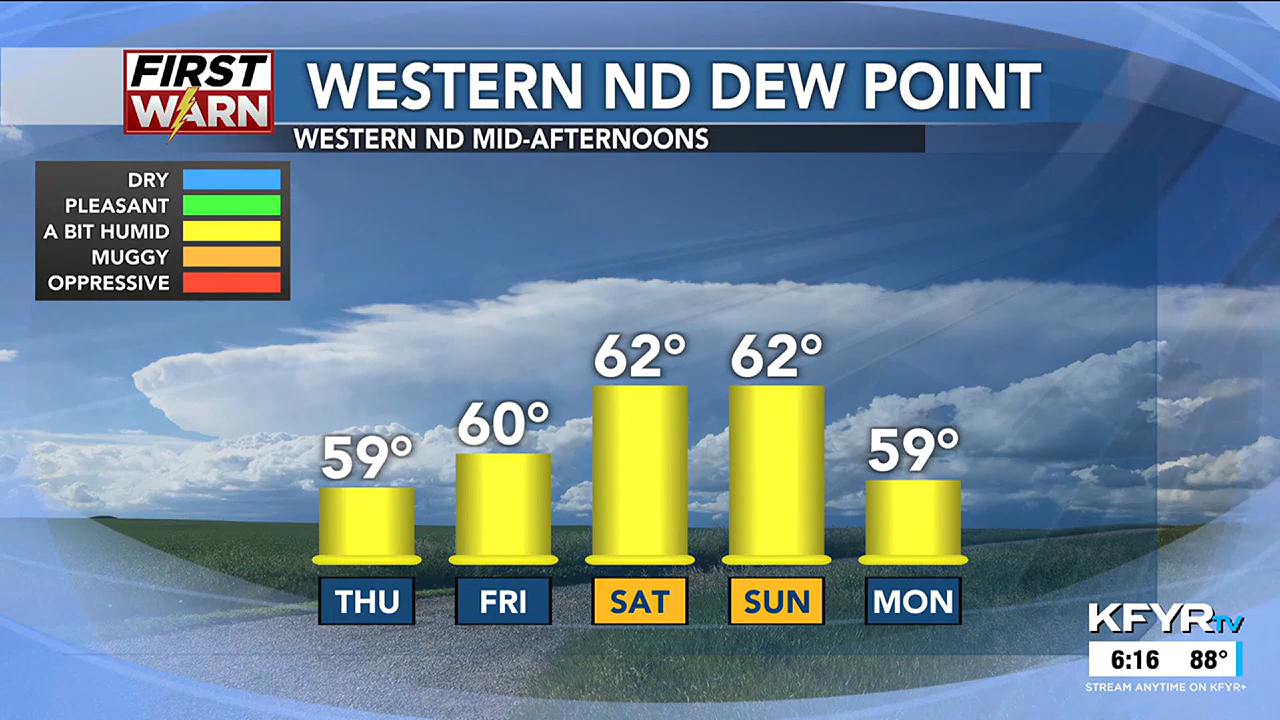 FIRST
WARN
WESTERN ND DEW POINT
WESTERN ND MID-AFTERNOONS
DRY
PLEASANT
A BIT HUMID
MUGGY
OPPRESSIVE
59° 60° 62° 62° 59°
THU FRI SAT SUN MON
KFYRTV
6:16 88°
STREAM ANYTIME ON KFYR+